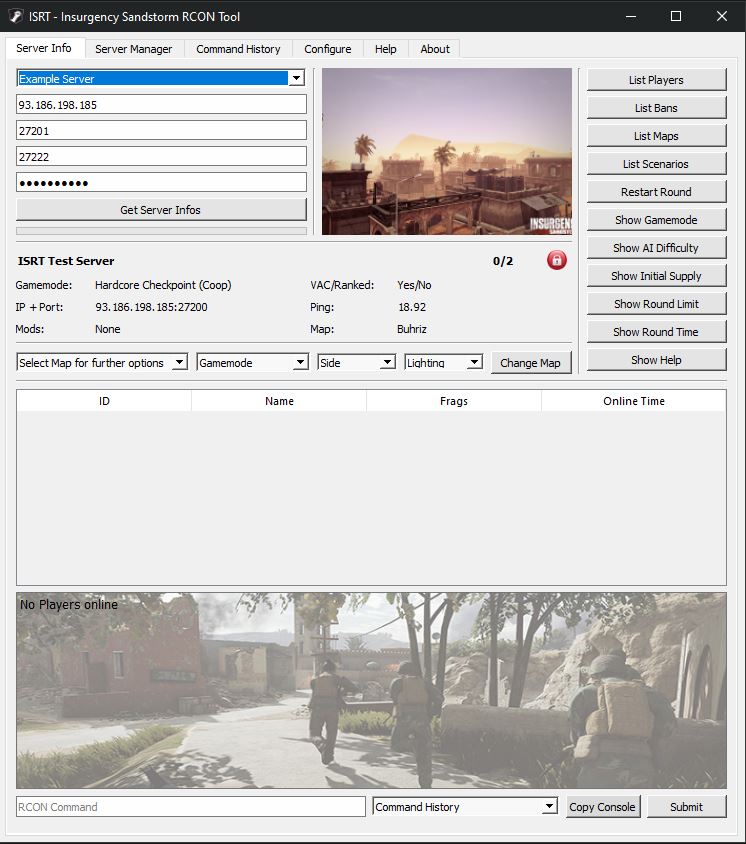 ISRT - Insurgency Sandstorm RCON Tool
Server Info Server Manager Command History Configure Help About
Example Server
93.186.198.185
27201
27222
●●●●●●●●●●
Get Server Infos
INSURGEN
SANDSTOR
List Players
List Bans
List Maps
List Scenarios
Restart Round
Show Gamemode
Show AI Difficulty
Show Initial Supply
Show Round Limit
Show Round Time
Show Help
ISRT Test Server 0/2
Gamemode: Hardcore Checkpoint (Coop) VAC/Ranked: Yes/No
IP + Port: 93.186.198.185:27200 Ping: 18.92
Mods: None Map: Buhriz
Select Map for further options Gamemode Side Lighting Change Map
ID Name Frags Online Time
No Players online
RCON Command Command History Copy Console Submit